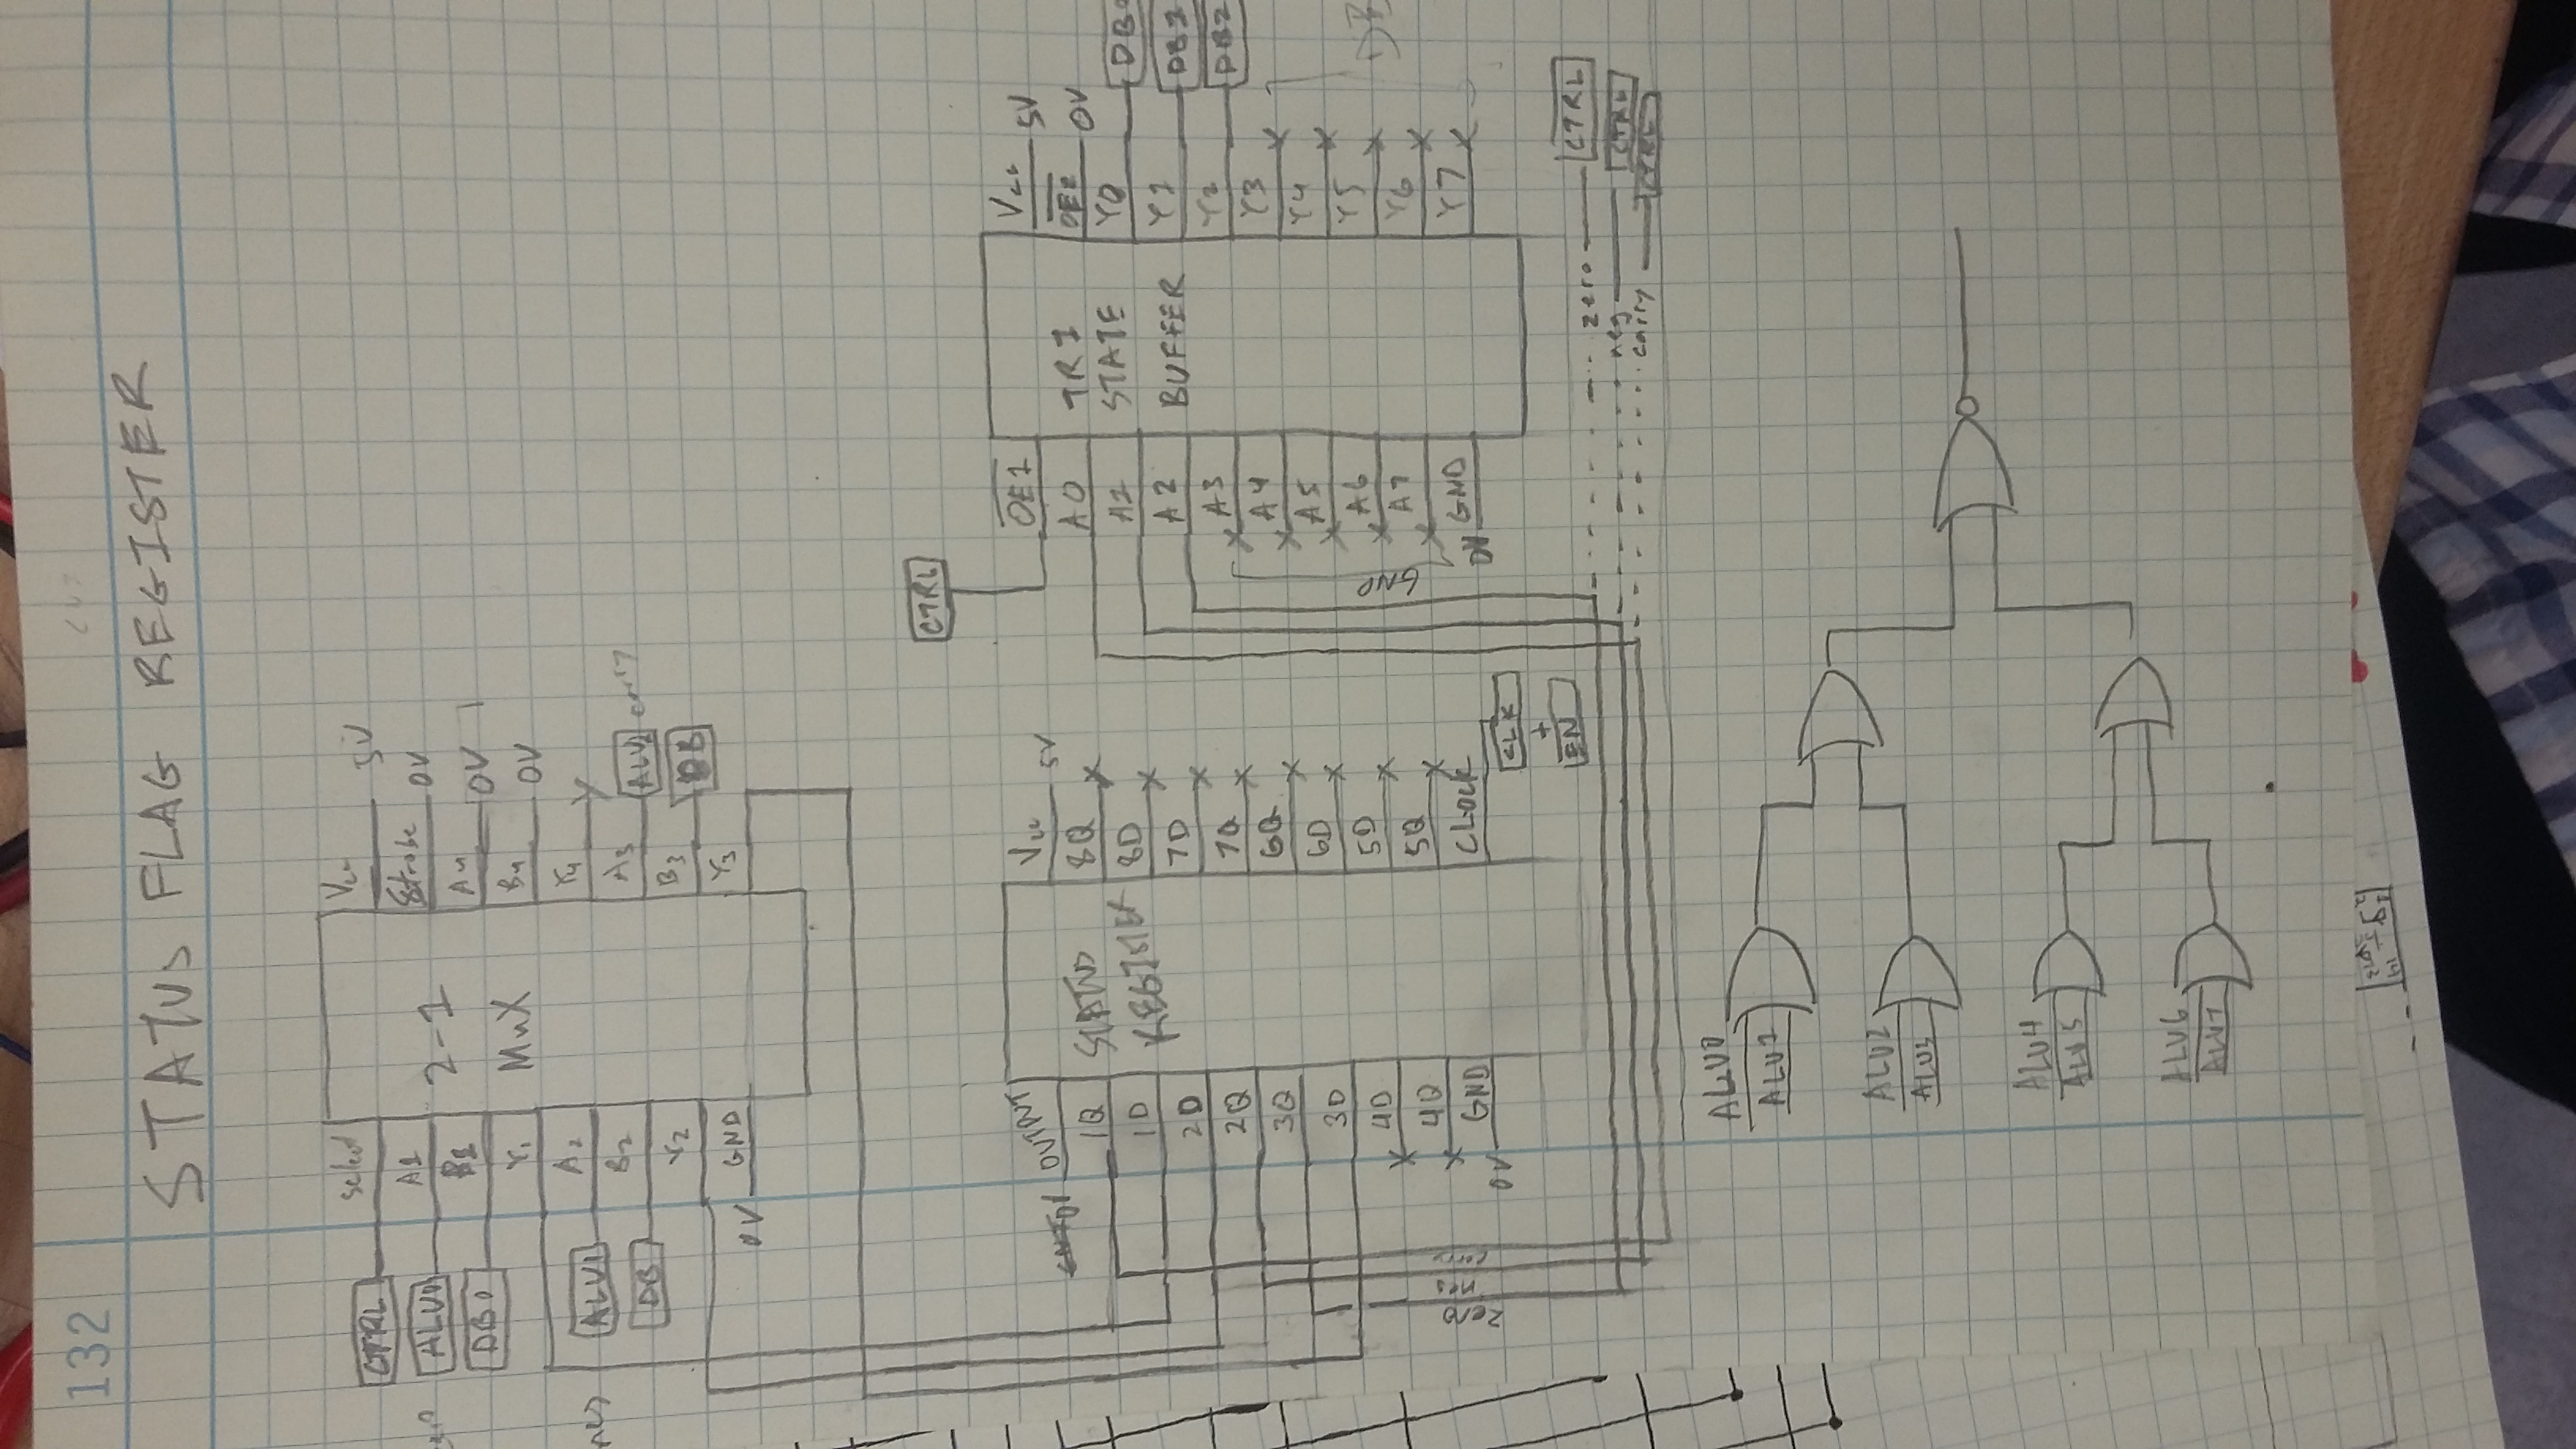 132
STATUS FLAG REGISTER
CTRL
ALU0
DB0
ALU1
DB
0V
select
A1
B1
Y1
A2
B2
Y2
GND
2-1
MUX
Vcc
Strobe
A4
B4
Y4
A3
B3
Y3
5V
0V
0V
0V
ALU2 carry
DB
OUTPUT
1Q
1D
2D
2Q
3Q
3D
4D
4Q
GND
0V
STATUS
REGISTER
Vcc
8Q
8D
7D
7Q
6Q
6D
5D
5Q
CLOCK
5V
CLK
+
EN
zero
neg
carry
CTRL
OE1
A0
A1
A2
A3
A4
A5
A6
A7
GND
GND
0V
TRI
STATE
BUFFER
Vcc
OE2
Y0
Y1
Y2
Y3
Y4
Y5
Y6
Y7
5V
0V
DB1
DB2
zero CTRL
neg CTRL
carry CTRL
ALU0
ALU1
ALU2
ALU3
ALU4
ALU5
ALU6
ALU7